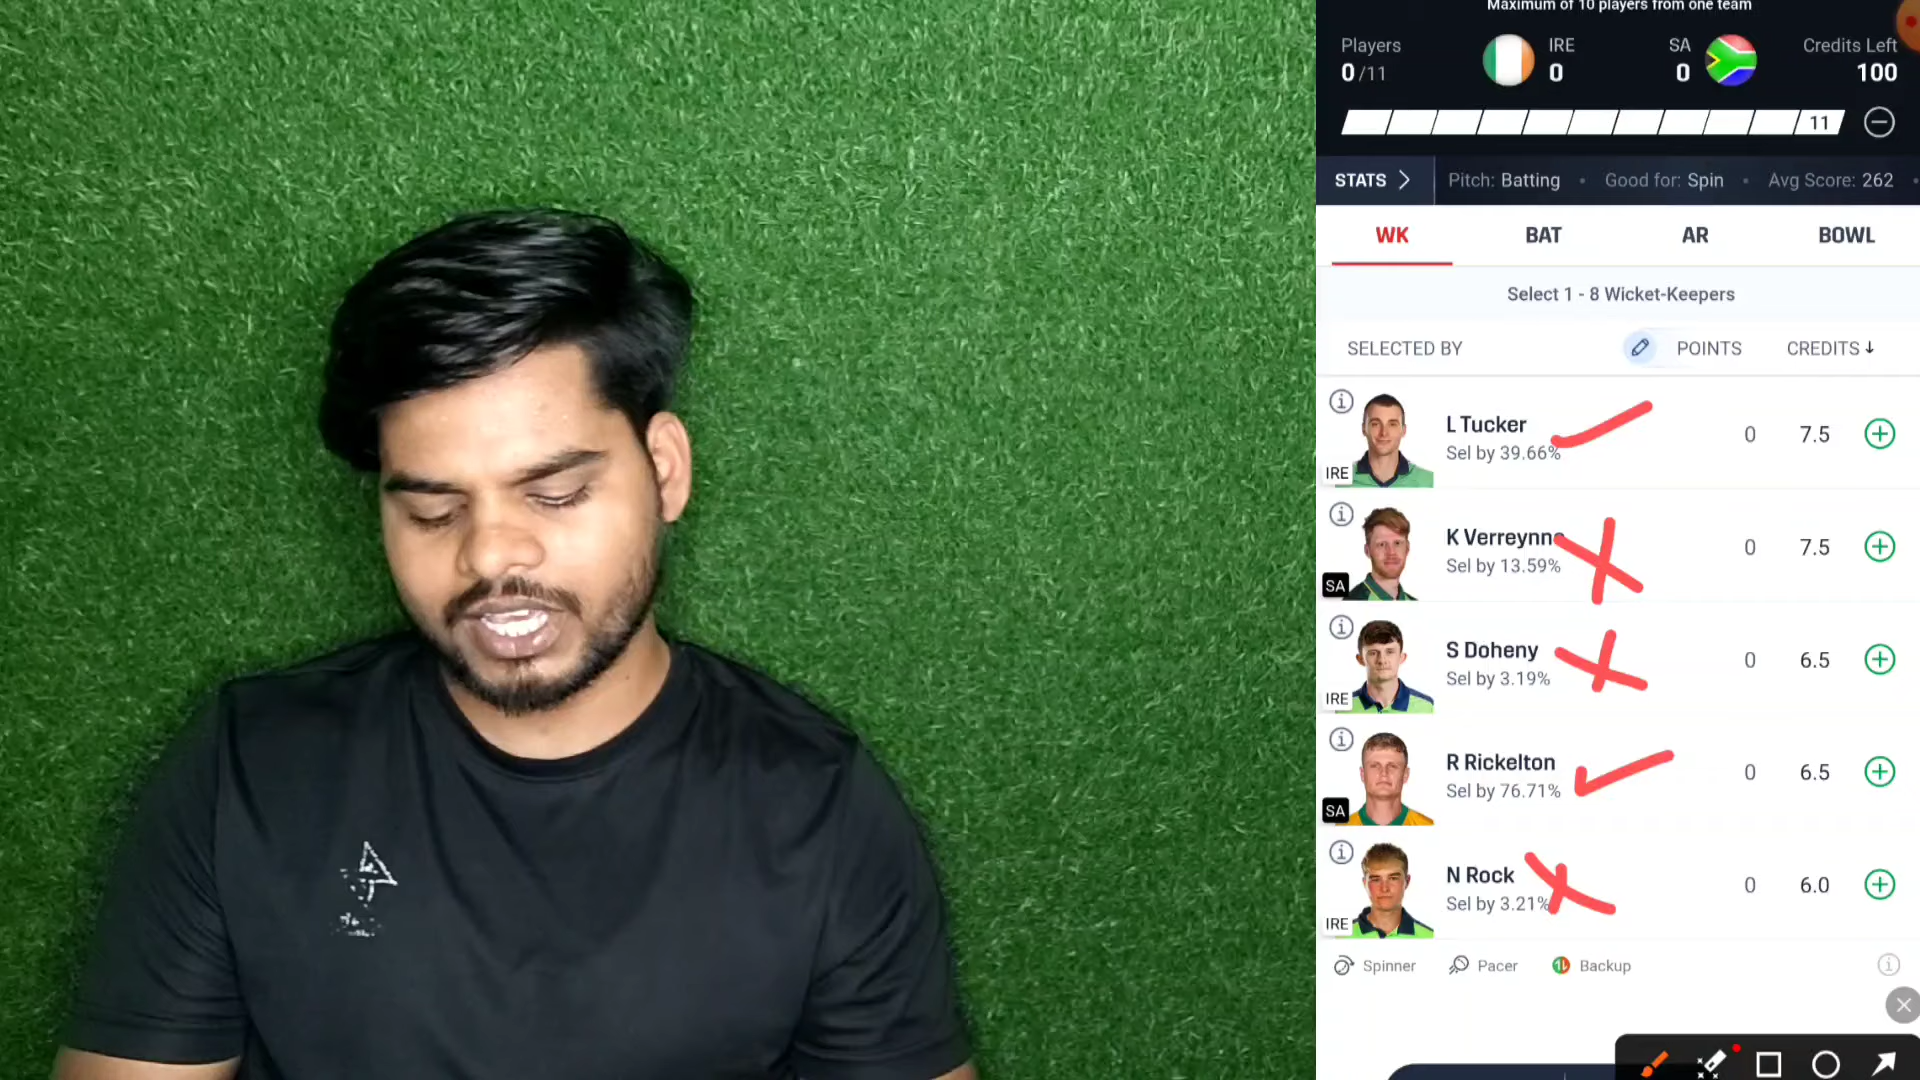 Maximum of 10 players from one team
Players
IRE
SA
Credits Left
0/11
0
0
100
11
STATS
Pitch: Batting • Good for: Spin • Avg Score: 262
WK
BAT
AR
BOWL
Select 1 - 8 Wicket-Keepers
SELECTED BY
POINTS
CREDITS
L Tucker
Sel by 39.66%
IRE
0
7.5
K Verreynne
Sel by 13.59%
SA
0
7.5
S Doheny
Sel by 3.19%
IRE
0
6.5
R Rickelton
Sel by 76.71%
SA
0
6.5
N Rock
Sel by 3.21%
IRE
0
6.0
Spinner
Pacer
Backup